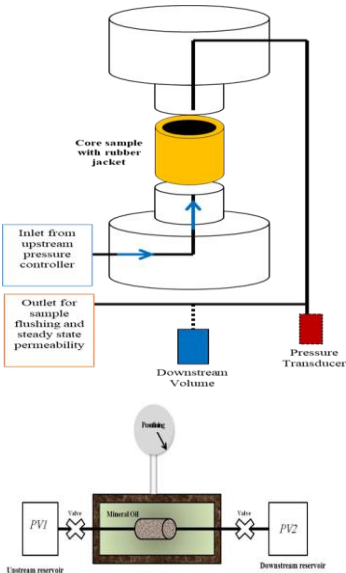 Core sample
with rubber
jacket
Inlet from
upstream
pressure
controller
Outlet for
sample
flushing and
steady state
permeability
Downstream
Volume
Pressure
Transducer
Mineral Oil
Valve
Valve
PV1
PV2
Upstream reservoir
Downstream reservoir